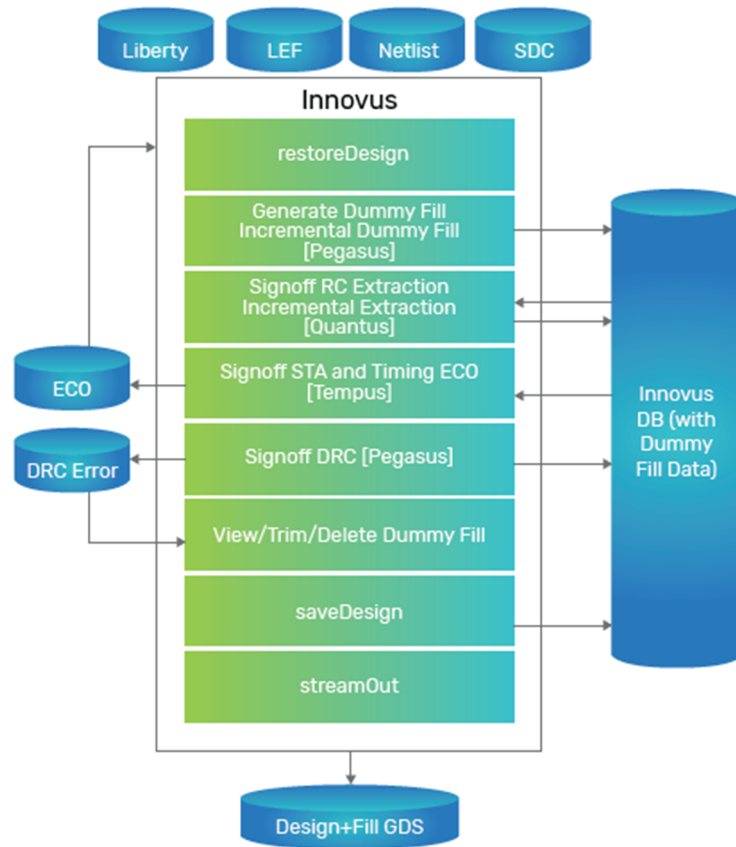 Liberty
LEF
Netlist
SDC
Innovus
restoreDesign
Generate Dummy Fill
Incremental Dummy Fill
[Pegasus]
Signoff RC Extraction
Incremental Extraction
[Quantus]
Signoff STA and Timing ECO
[Tempus]
ECO
Signoff DRC [Pegasus]
DRC Error
View/Trim/Delete Dummy Fill
saveDesign
streamOut
Innovus
DB (with
Dummy
Fill Data)
Design+Fill GDS